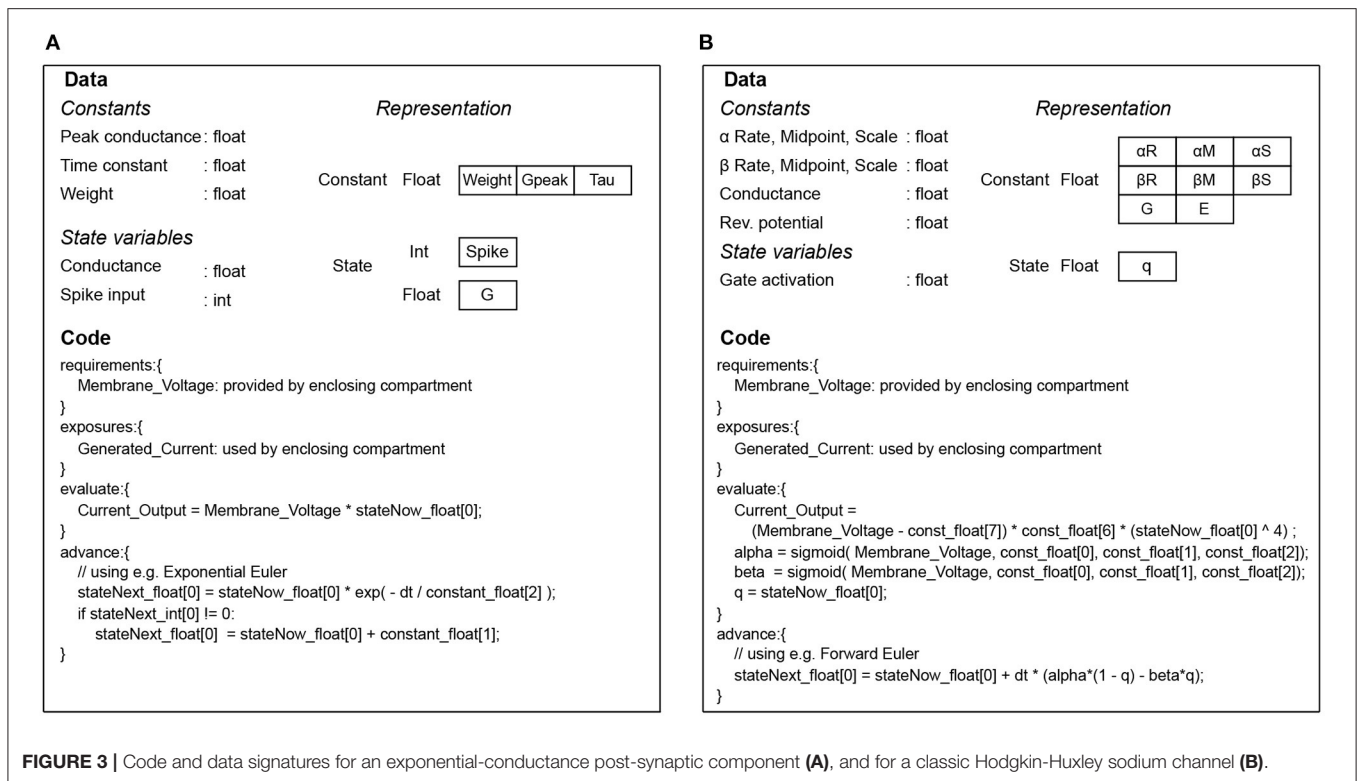 A
Data
Constants
Representation
Peak conductance : float
Time constant : float
Weight : float
Constant Float Weight Gpeak Tau
State variables
Conductance : float
Spike input : int
State
Int Spike
Float G
Code
requirements:{
Membrane_Voltage: provided by enclosing compartment
}
exposures:{
Generated_Current: used by enclosing compartment
}
evaluate:{
Current_Output = Membrane_Voltage * stateNow_float[0];
}
advance:{
// using e.g. Exponential Euler
stateNext_float[0] = stateNow_float[0] * exp( - dt / constant_float[2] );
if stateNext_int[0] != 0:
stateNext_float[0] = stateNow_float[0] + constant_float[1];
}
B
Data
Constants
Representation
α Rate, Midpoint, Scale : float
β Rate, Midpoint, Scale : float
Conductance : float
Rev. potential : float
Constant Float
αR αM αS
βR βM βS
G E
State variables
Gate activation : float
State Float q
Code
requirements:{
Membrane_Voltage: provided by enclosing compartment
}
exposures:{
Generated_Current: used by enclosing compartment
}
evaluate:{
Current_Output =
(Membrane_Voltage - const_float[7]) * const_float[6] * (stateNow_float[0] ^ 4) ;
alpha = sigmoid( Membrane_Voltage, const_float[0], const_float[1], const_float[2]);
beta = sigmoid( Membrane_Voltage, const_float[0], const_float[1], const_float[2]);
q = stateNow_float[0];
}
advance:{
// using e.g. Forward Euler
stateNext_float[0] = stateNow_float[0] + dt * (alpha*(1 - q) - beta*q);
}
FIGURE 3 | Code and data signatures for an exponential-conductance post-synaptic component (A), and for a classic Hodgkin-Huxley sodium channel (B).